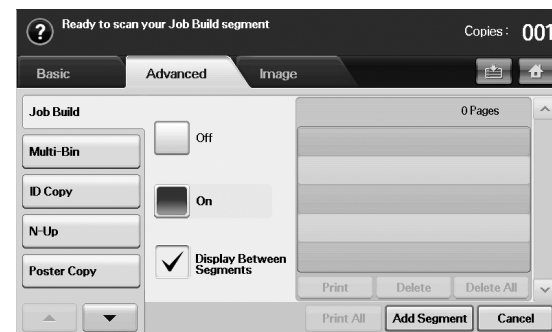 Ready to scan your Job Build segment
Copies: 001
Basic
Advanced
Image
Job Build
Multi-Bin
ID Copy
N-Up
Poster Copy
Off
On
Display Between
Segments
0 Pages
Print
Delete
Delete All
Print All
Add Segment
Cancel